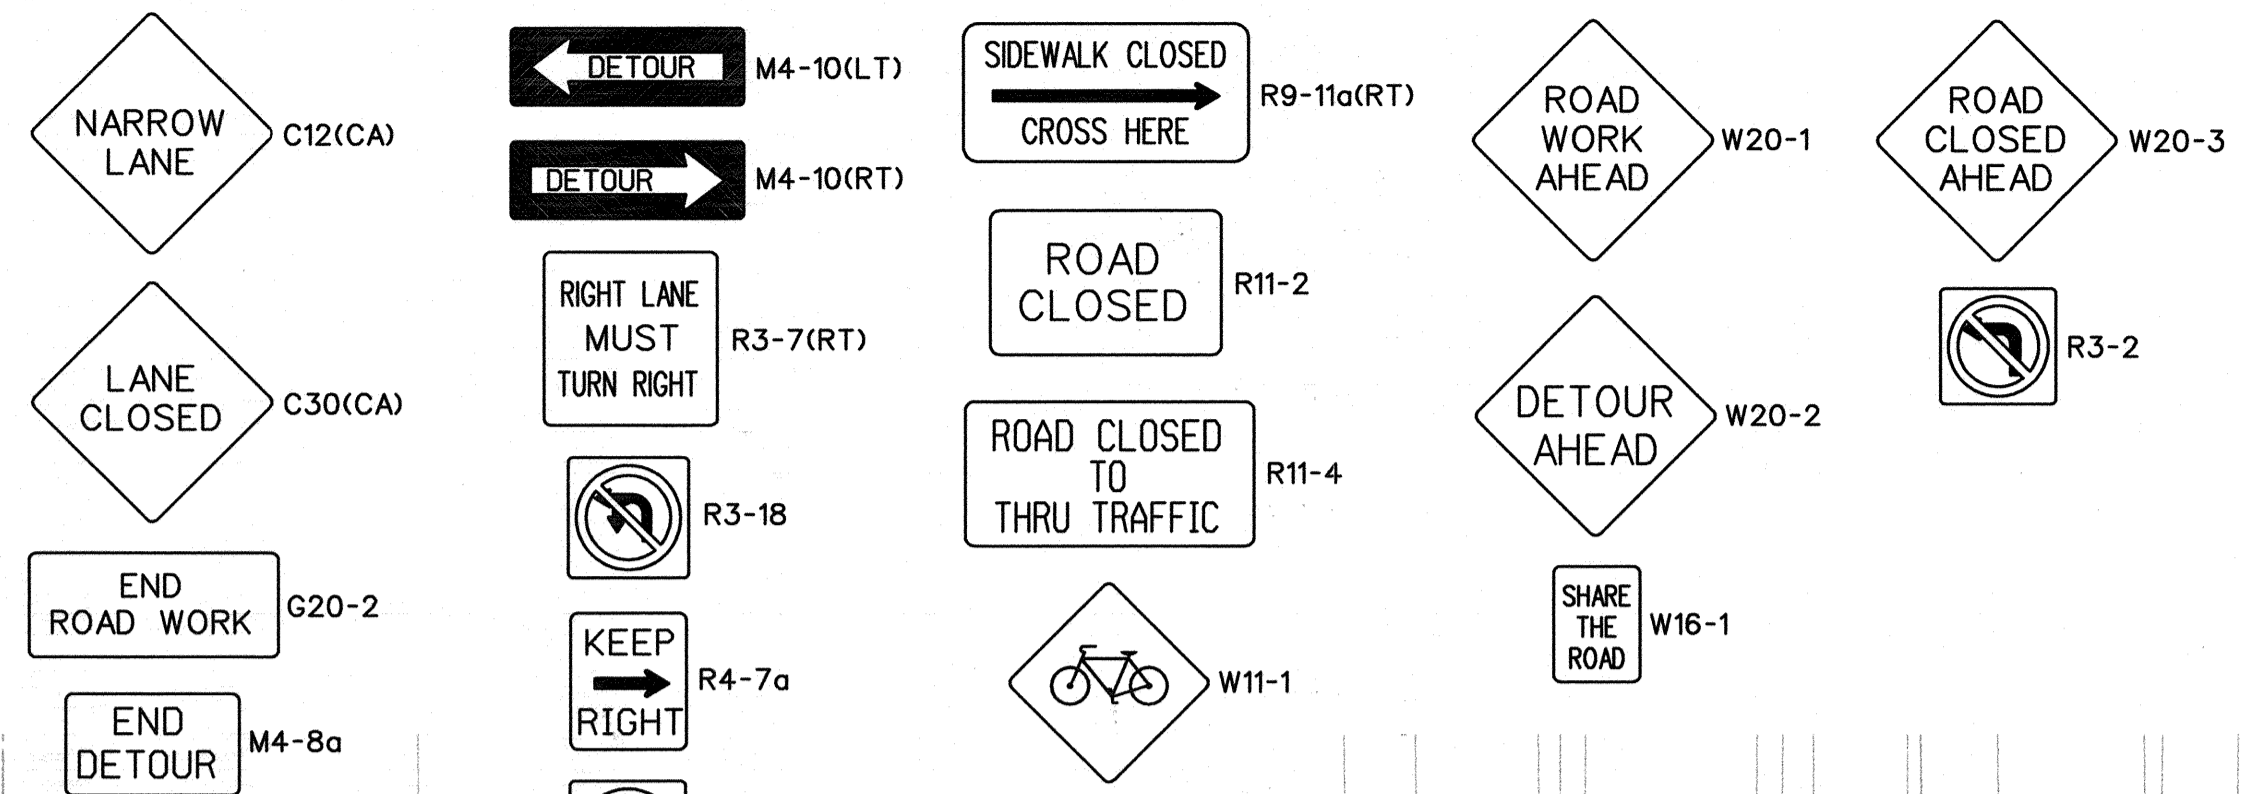 NARROW
LANE
C12(CA)
LANE
CLOSED
C30(CA)
END
ROAD WORK
G20-2
END
DETOUR
M4-8a
DETOUR
M4-10(LT)
DETOUR
M4-10(RT)
RIGHT LANE
MUST
TURN RIGHT
R3-7(RT)
R3-18
KEEP
RIGHT
R4-7a
SIDEWALK CLOSED
CROSS HERE
R9-11a(RT)
ROAD
CLOSED
R11-2
ROAD CLOSED
TO
THRU TRAFFIC
R11-4
W11-1
ROAD
WORK
AHEAD
W20-1
DETOUR
AHEAD
W20-2
SHARE
THE
ROAD
W16-1
ROAD
CLOSED
AHEAD
W20-3
R3-2